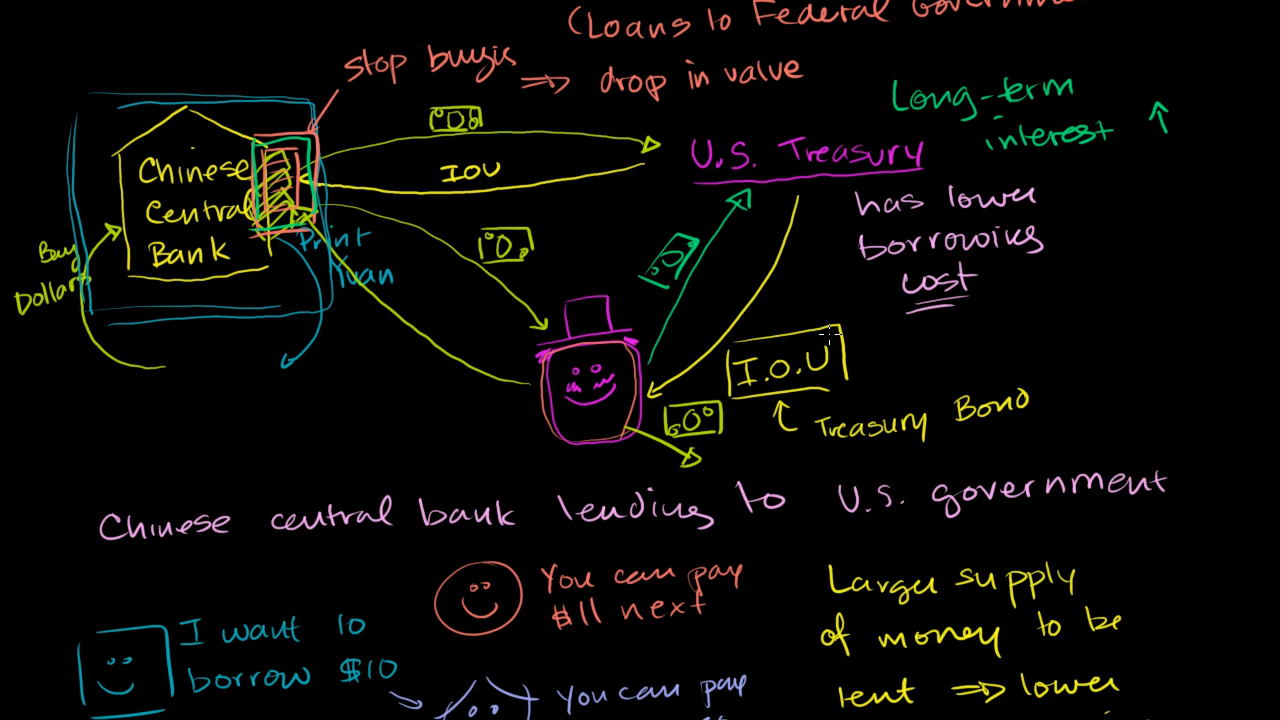 (Loans to Federal Governme
stop buying
⇒ drop in value
Long-term
interest ↑
IOU
U.S. Treasury
Chinese
Central
Bank
Buy
Dollars
Print
Yuan
has lower
borrowing
cost
I.O.U
Treasury Bond
Chinese central bank lending to U.S. government
You can pay
$11 next
I want to
borrow $10
You can pay
Larger supply
of money to be
lent ⇒ lower